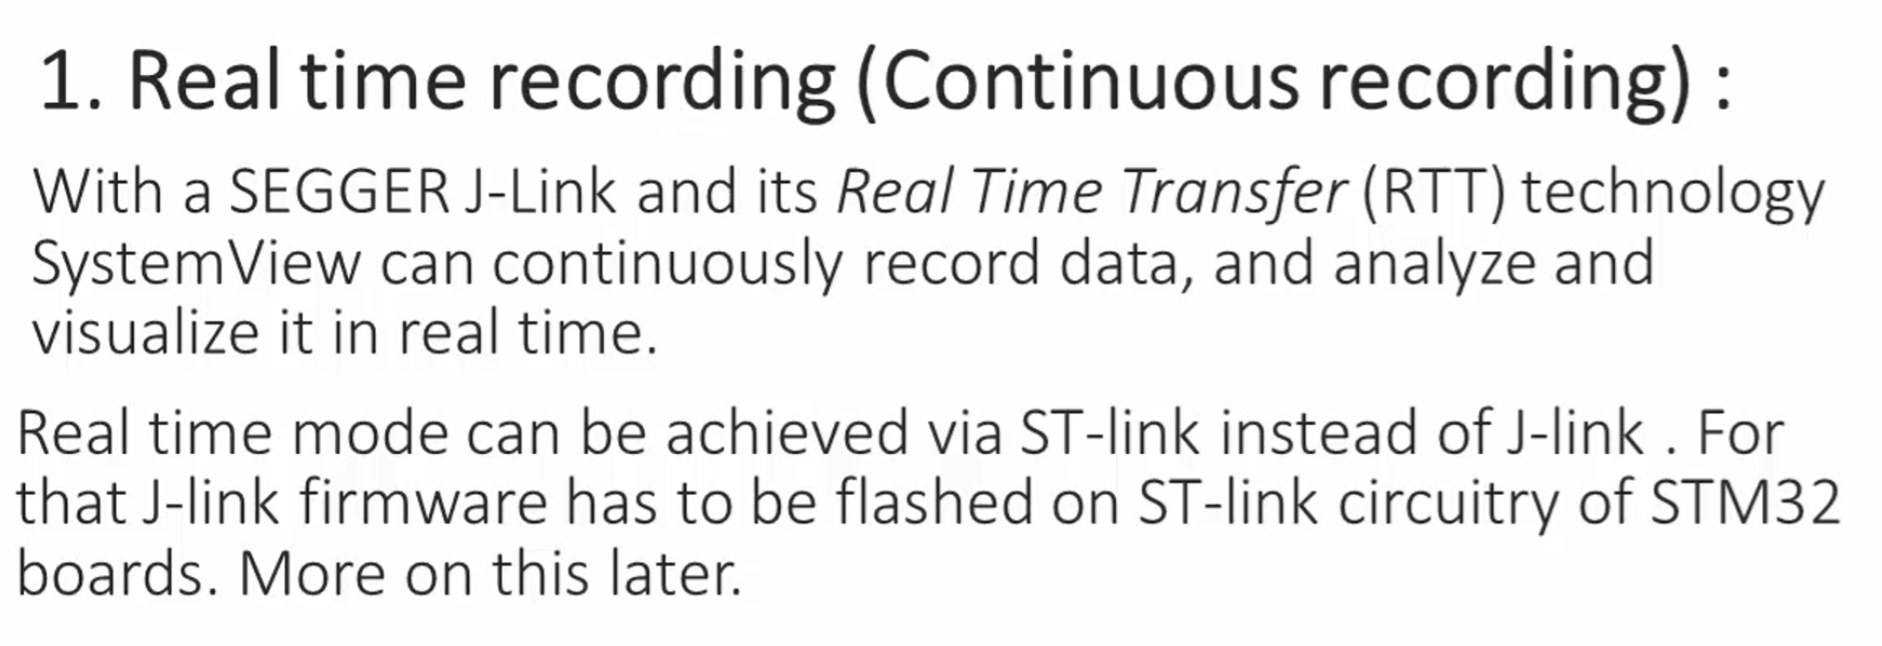 1. Real time recording (Continuous recording) :
With a SEGGER J-Link and its Real Time Transfer (RTT) technology
SystemView can continuously record data, and analyze and
visualize it in real time.
Real time mode can be achieved via ST-link instead of J-link . For
that J-link firmware has to be flashed on ST-link circuitry of STM32
boards. More on this later.